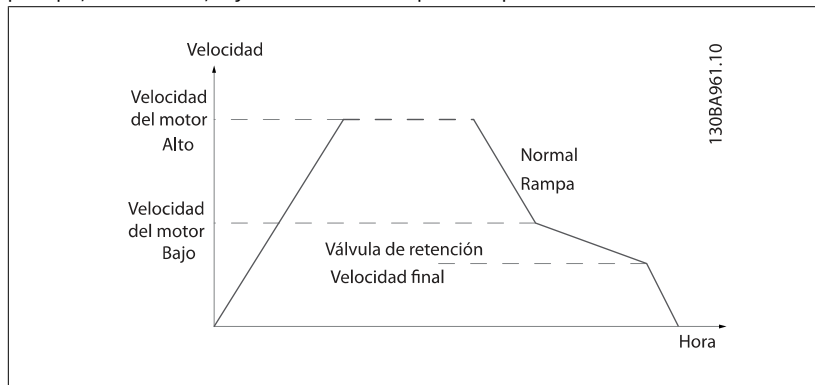 Velocidad
Velocidad
del motor
Alto
Normal
Rampa
Velocidad
del motor
Bajo
Válvula de retención
Velocidad final
Hora
130BA961.10